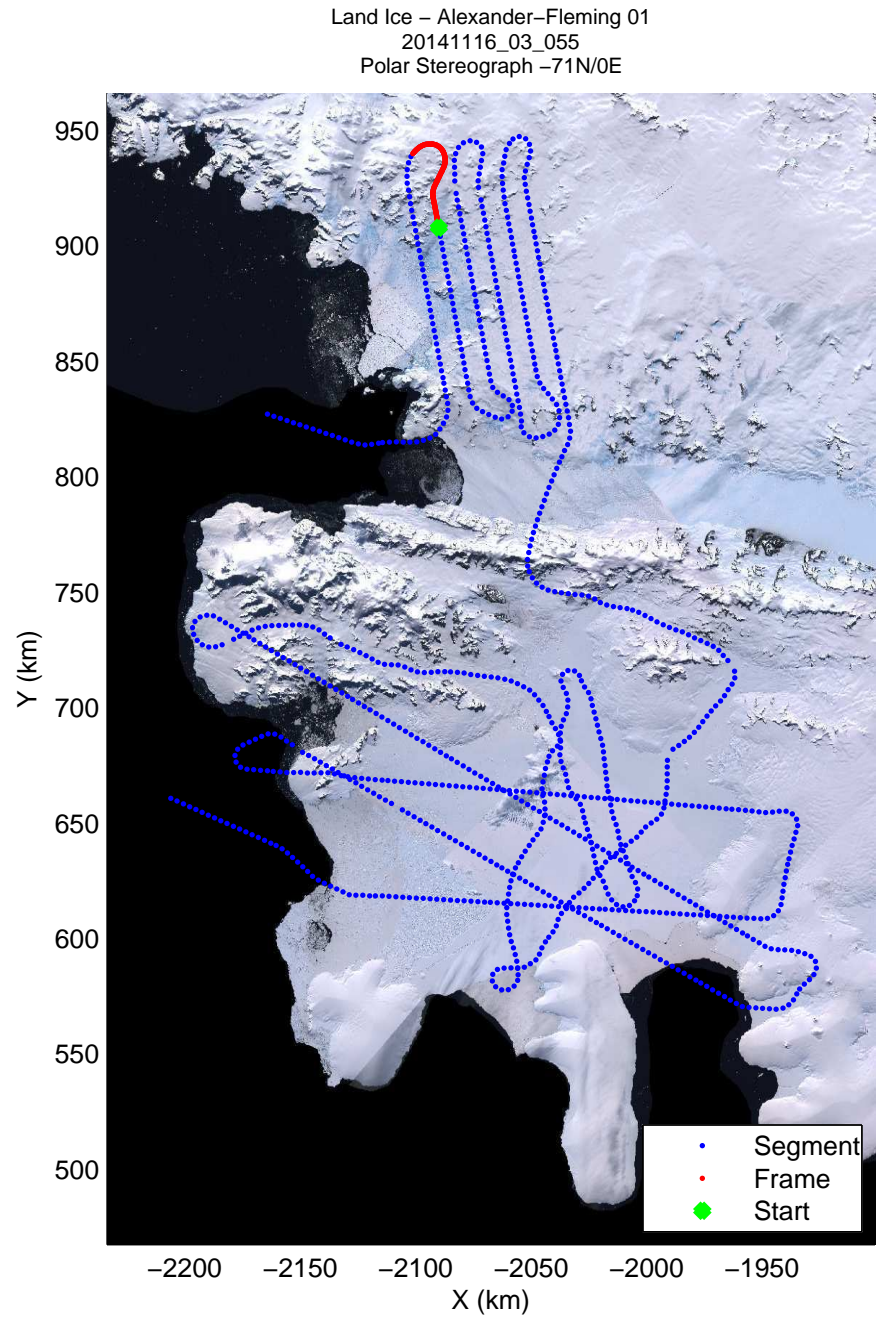 Land Ice − Alexander−Fleming 01
20141116_03_055
Polar Stereograph −71N/0E
950
900
850
800
750
700
650
600
550
500
Y (km)
Segment
Frame
Start
−2200
−2150
−2100
−2050
−2000
−1950
X (km)